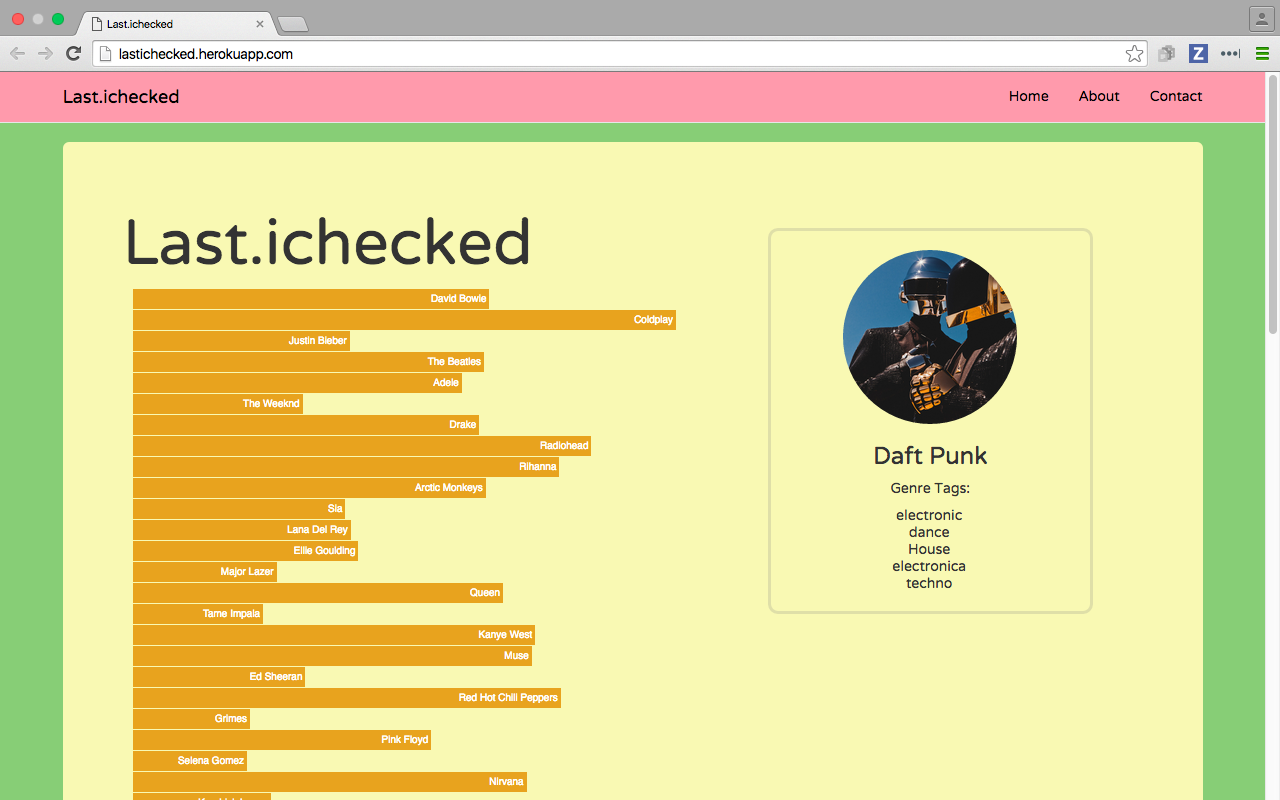 Last.ichecked
lastichecked.herokuapp.com
Z
Last.ichecked
Home
About
Contact
Last.ichecked
David Bowie
Coldplay
Justin Bieber
The Beatles
Adele
The Weeknd
Drake
Radiohead
Rihanna
Arctic Monkeys
Sia
Lana Del Rey
Ellie Goulding
Major Lazer
Queen
Tame Impala
Kanye West
Muse
Ed Sheeran
Red Hot Chili Peppers
Grimes
Pink Floyd
Selena Gomez
Nirvana
Daft Punk
Genre Tags:
electronic
dance
House
electronica
techno